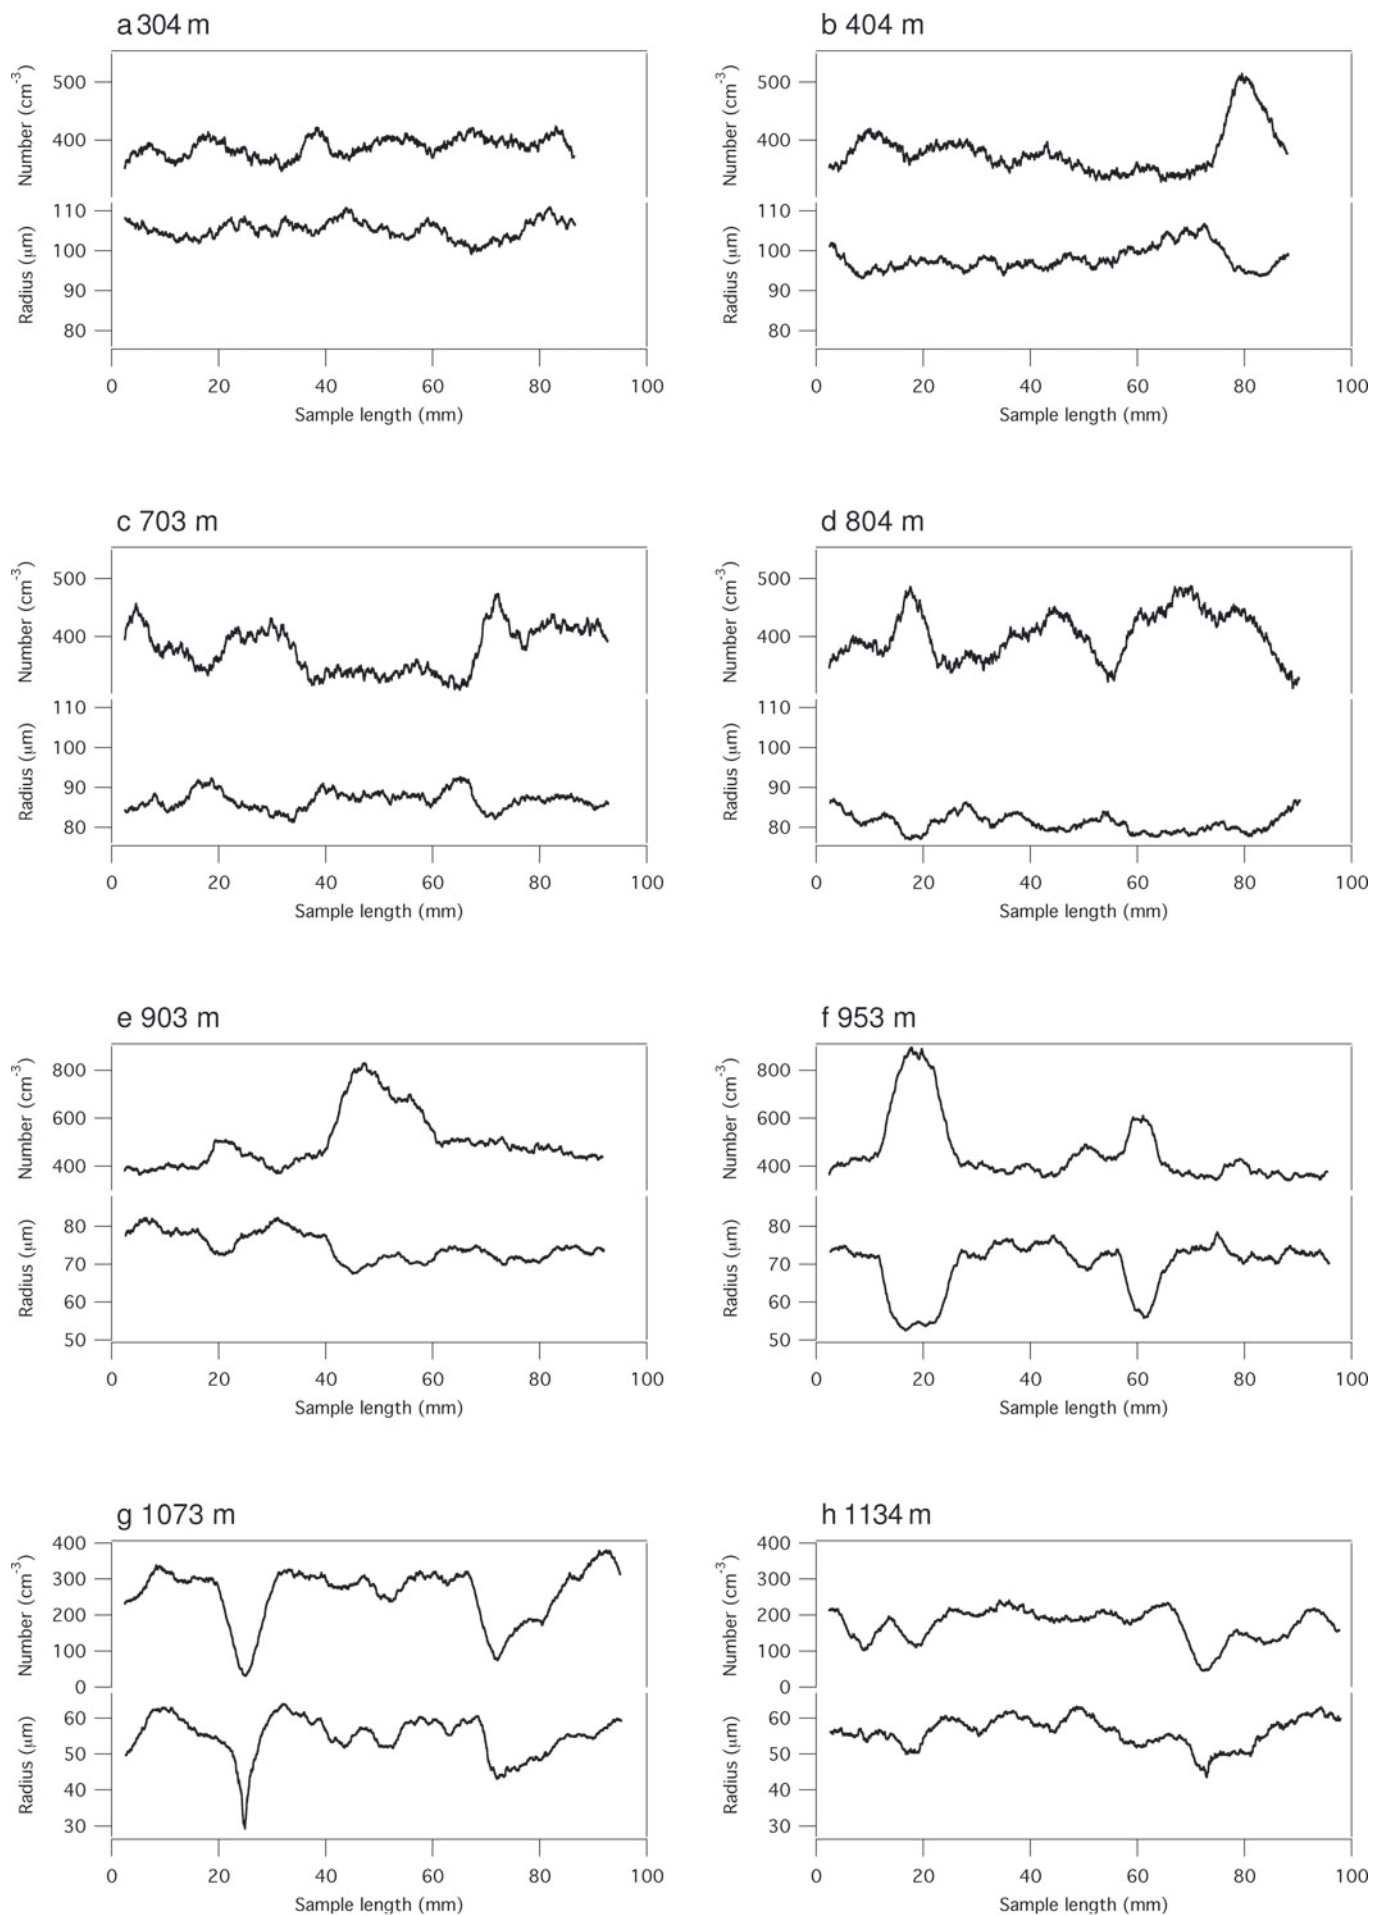 a 304 m
Number (cm-3)
500
400
Radius (μm)
110
100
90
80
0 20 40 60 80 100
Sample length (mm)
b 404 m
Number (cm-3)
500
400
Radius (μm)
110
100
90
80
0 20 40 60 80 100
Sample length (mm)
c 703 m
Number (cm-3)
500
400
Radius (μm)
110
100
90
80
0 20 40 60 80 100
Sample length (mm)
d 804 m
Number (cm-3)
500
400
Radius (μm)
110
100
90
80
0 20 40 60 80 100
Sample length (mm)
e 903 m
Number (cm-3)
800
600
400
Radius (μm)
80
70
60
50
0 20 40 60 80 100
Sample length (mm)
f 953 m
Number (cm-3)
800
600
400
Radius (μm)
80
70
60
50
0 20 40 60 80 100
Sample length (mm)
g 1073 m
Number (cm-3)
400
300
200
100
0
Radius (μm)
60
50
40
30
0 20 40 60 80 100
Sample length (mm)
h 1134 m
Number (cm-3)
400
300
200
100
0
Radius (μm)
60
50
40
30
0 20 40 60 80 100
Sample length (mm)